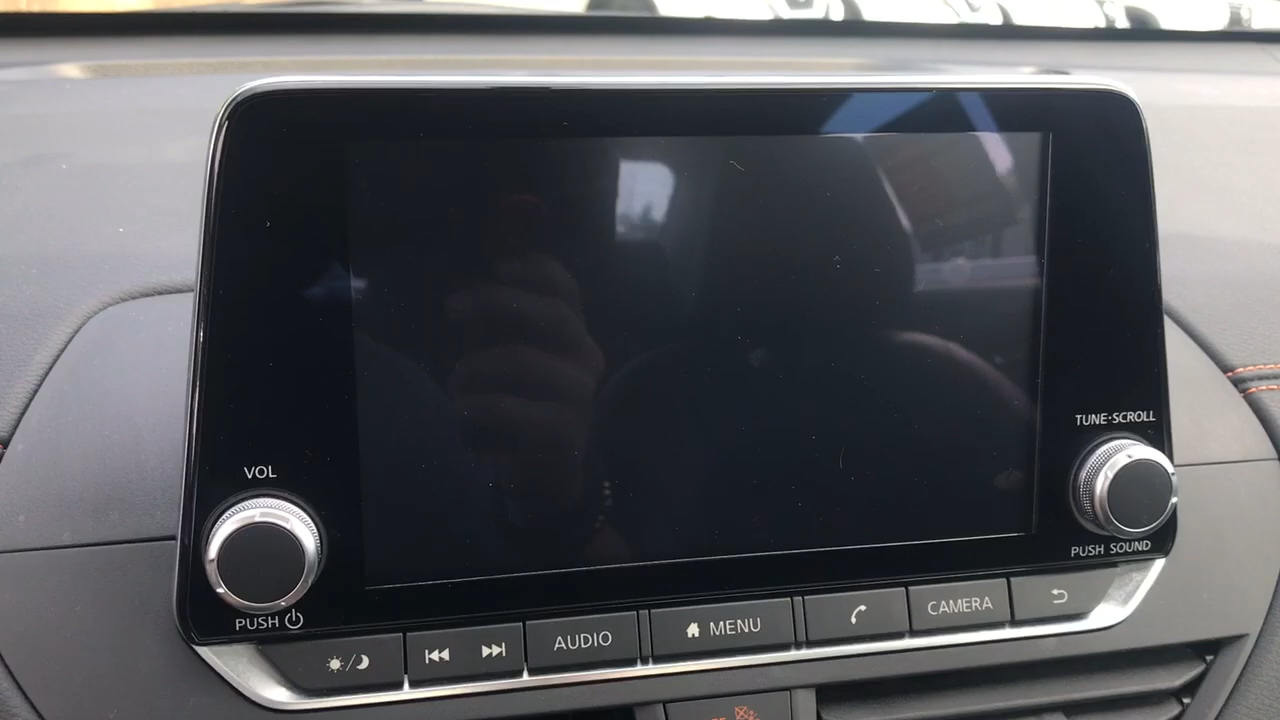 VOL
PUSH
TUNE·SCROLL
PUSH SOUND
AUDIO
MENU
CAMERA